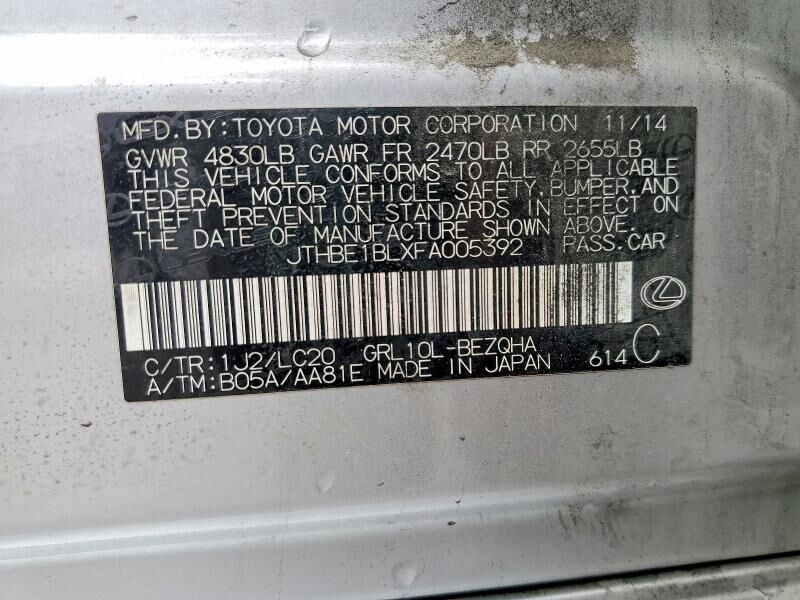 MFD. BY: TOYOTA MOTOR CORPORATION 11/14
GVWR 4830LB GAWR FR 2470LB RR 2655LB
THIS VEHICLE CONFORMS TO ALL APPLICABLE
FEDERAL MOTOR VEHICLE SAFETY, BUMPER, AND
THEFT PREVENTION STANDARDS IN EFFECT ON
THE DATE OF MANUFACTURE SHOWN ABOVE.
JTHBE1BLXFA005392 PASS.CAR
C/TR: 1J2/LC20 GRL10L-BEZQHA
A/TM: B05A/AA81E MADE IN JAPAN 614 C